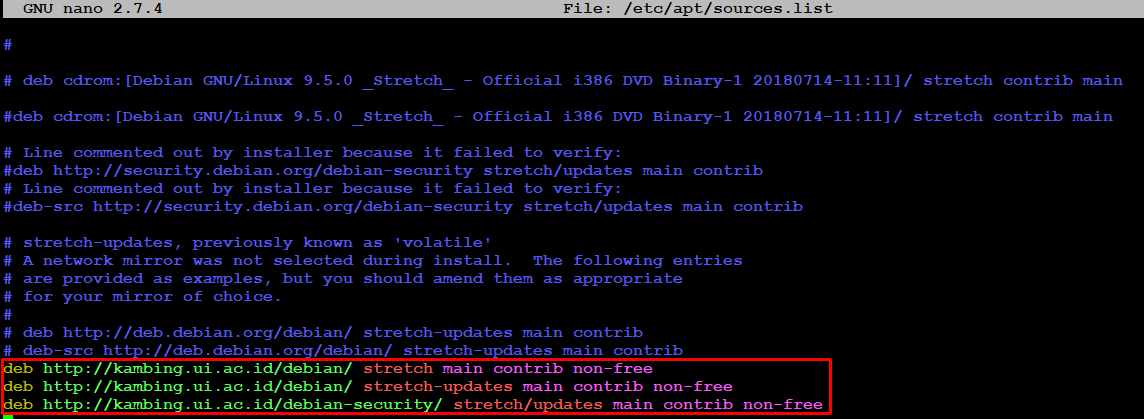 GNU nano 2.7.4 File: /etc/apt/sources.list
#
# deb cdrom:[Debian GNU/Linux 9.5.0 _Stretch_ - Official i386 DVD Binary-1 20180714-11:11]/ stretch contrib main
#deb cdrom:[Debian GNU/Linux 9.5.0 _Stretch_ - Official i386 DVD Binary-1 20180714-11:11]/ stretch contrib main
# Line commented out by installer because it failed to verify:
#deb http://security.debian.org/debian-security stretch/updates main contrib
# Line commented out by installer because it failed to verify:
#deb-src http://security.debian.org/debian-security stretch/updates main contrib
# stretch-updates, previously known as 'volatile'
# A network mirror was not selected during install.  The following entries
# are provided as examples, but you should amend them as appropriate
# for your mirror of choice.
#
# deb http://deb.debian.org/debian/ stretch-updates main contrib
# deb-src http://deb.debian.org/debian/ stretch-updates main contrib
deb http://kambing.ui.ac.id/debian/ stretch main contrib non-free
deb http://kambing.ui.ac.id/debian/ stretch-updates main contrib non-free
deb http://kambing.ui.ac.id/debian-security/ stretch/updates main contrib non-free